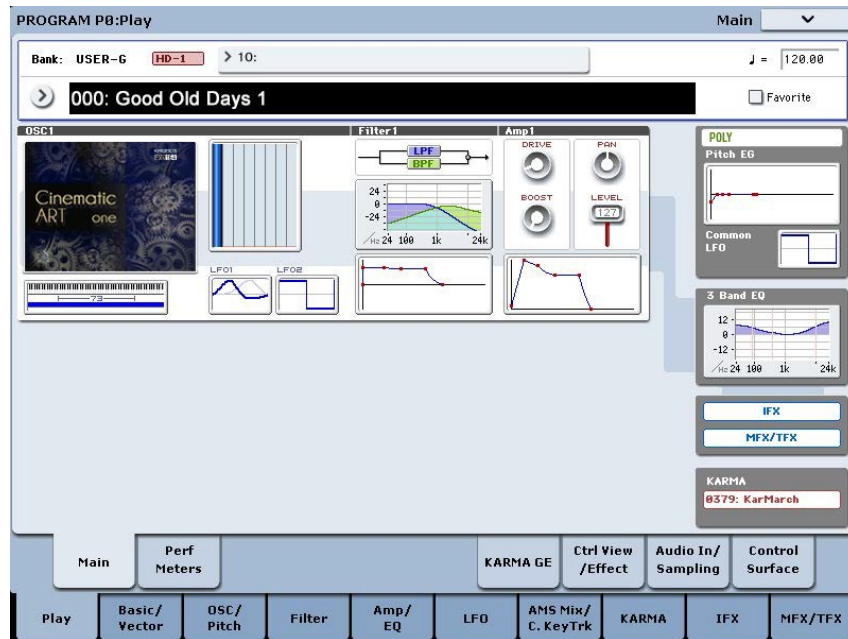 PROGRAM P0:Play
Main
Bank: USER-G HD-1 10:
♩ = 120.00
000: Good Old Days 1
Favorite
OSC1
Filter1
Amp1
Cinematic
ART one
73
LFO1
LFO2
LPF
BPF
24
0
-24
Hz 24 100 1k 24k
DRIVE
PAN
BOOST
LEVEL
127
POLY
Pitch EG
Common
LFO
3 Band EQ
12
0
-12
Hz 24 100 1k 24k
IFX
MFX/TFX
KARMA
0379: KarMarch
Main
Perf
Meters
KARMA GE
Ctrl View
/Effect
Audio In/
Sampling
Control
Surface
Play
Basic/
Vector
OSC/
Pitch
Filter
Amp/
EQ
LFO
AMS Mix/
C. KeyTrk
KARMA
IFX
MFX/TFX